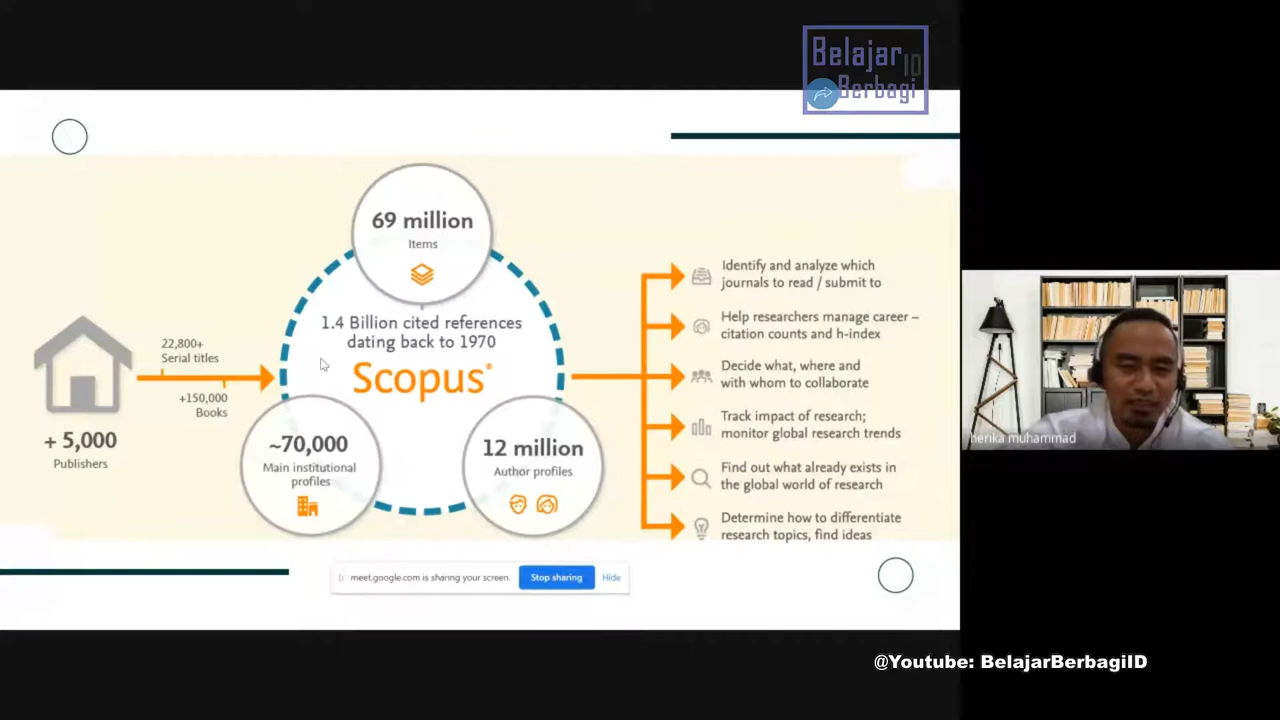 Belajar
ID
Berbagi
69 million
Items
1.4 Billion cited references
dating back to 1970
Scopus®
22,800+
Serial titles
+150,000
Books
+ 5,000
Publishers
~70,000
Main institutional
profiles
12 million
Author profiles
Identify and analyze which
journals to read / submit to
Help researchers manage career –
citation counts and h-index
Decide what, where and
with whom to collaborate
Track impact of research;
monitor global research trends
Find out what already exists in
the global world of research
Determine how to differentiate
research topics, find ideas
meet.google.com is sharing your screen.
Stop sharing
Hide
herika muhammad
@Youtube: BelajarBerbagiID